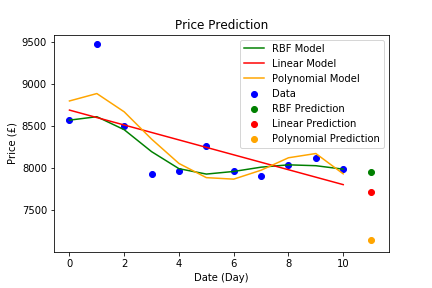 Price Prediction
9500
9000
8500
8000
7500
Price (£)
0
2
4
6
8
10
Date (Day)
RBF Model
Linear Model
Polynomial Model
Data
RBF Prediction
Linear Prediction
Polynomial Prediction